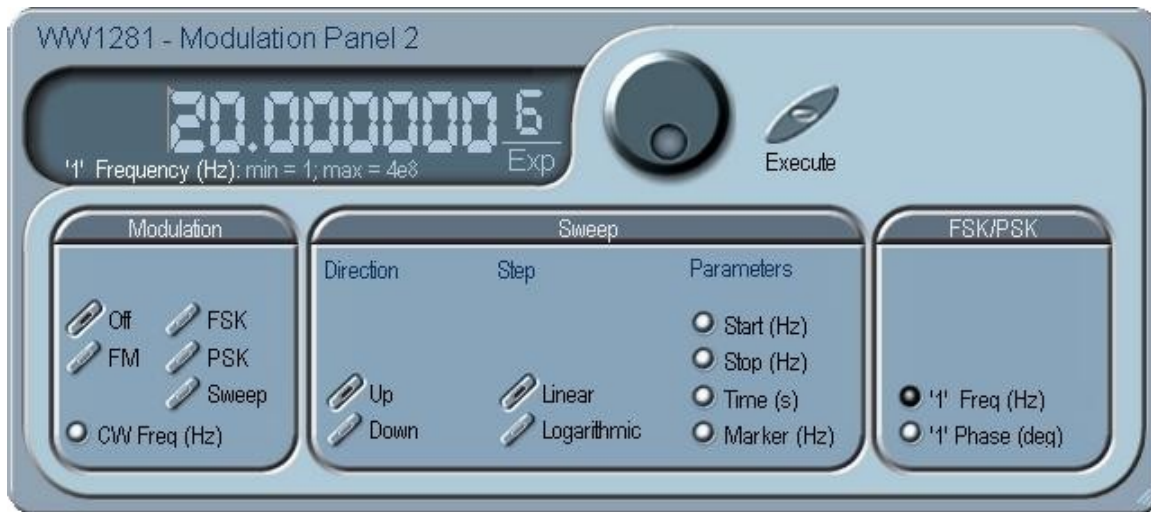 WW1281 - Modulation Panel 2
20.000000 6
Exp
'1' Frequency (Hz): min = 1; max = 4e8
Execute
Modulation
Off
FSK
FM
PSK
Sweep
CW Freq (Hz)
Sweep
Direction
Up
Down
Step
Linear
Logarithmic
Parameters
Start (Hz)
Stop (Hz)
Time (s)
Marker (Hz)
FSK/PSK
'1' Freq (Hz)
'1' Phase (deg)